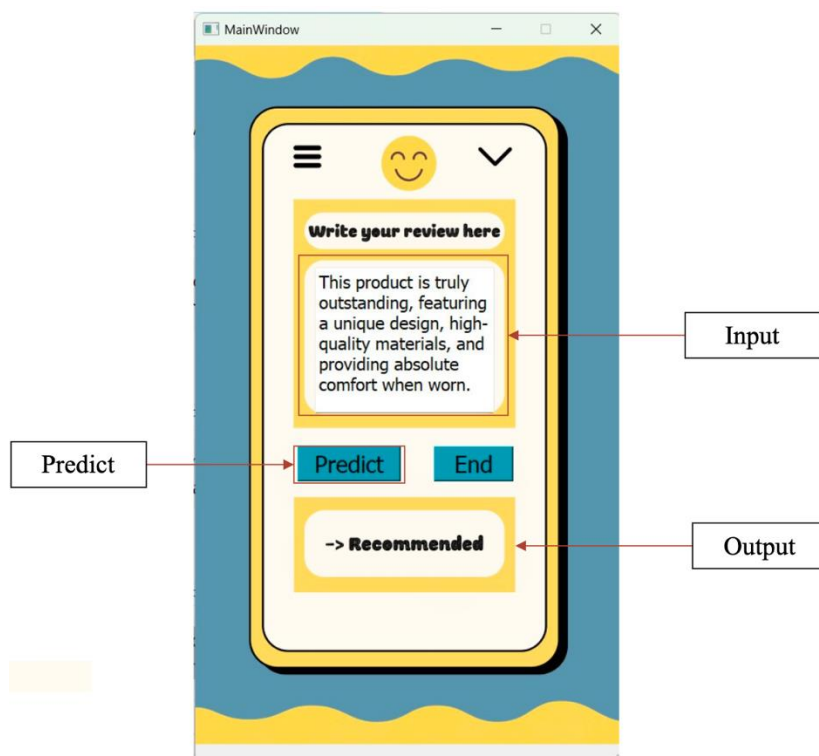 MainWindow
Write your review here
This product is truly
outstanding, featuring
a unique design, high-
quality materials, and
providing absolute
comfort when worn.
Input
Predict
Predict
End
-> Recommended
Output